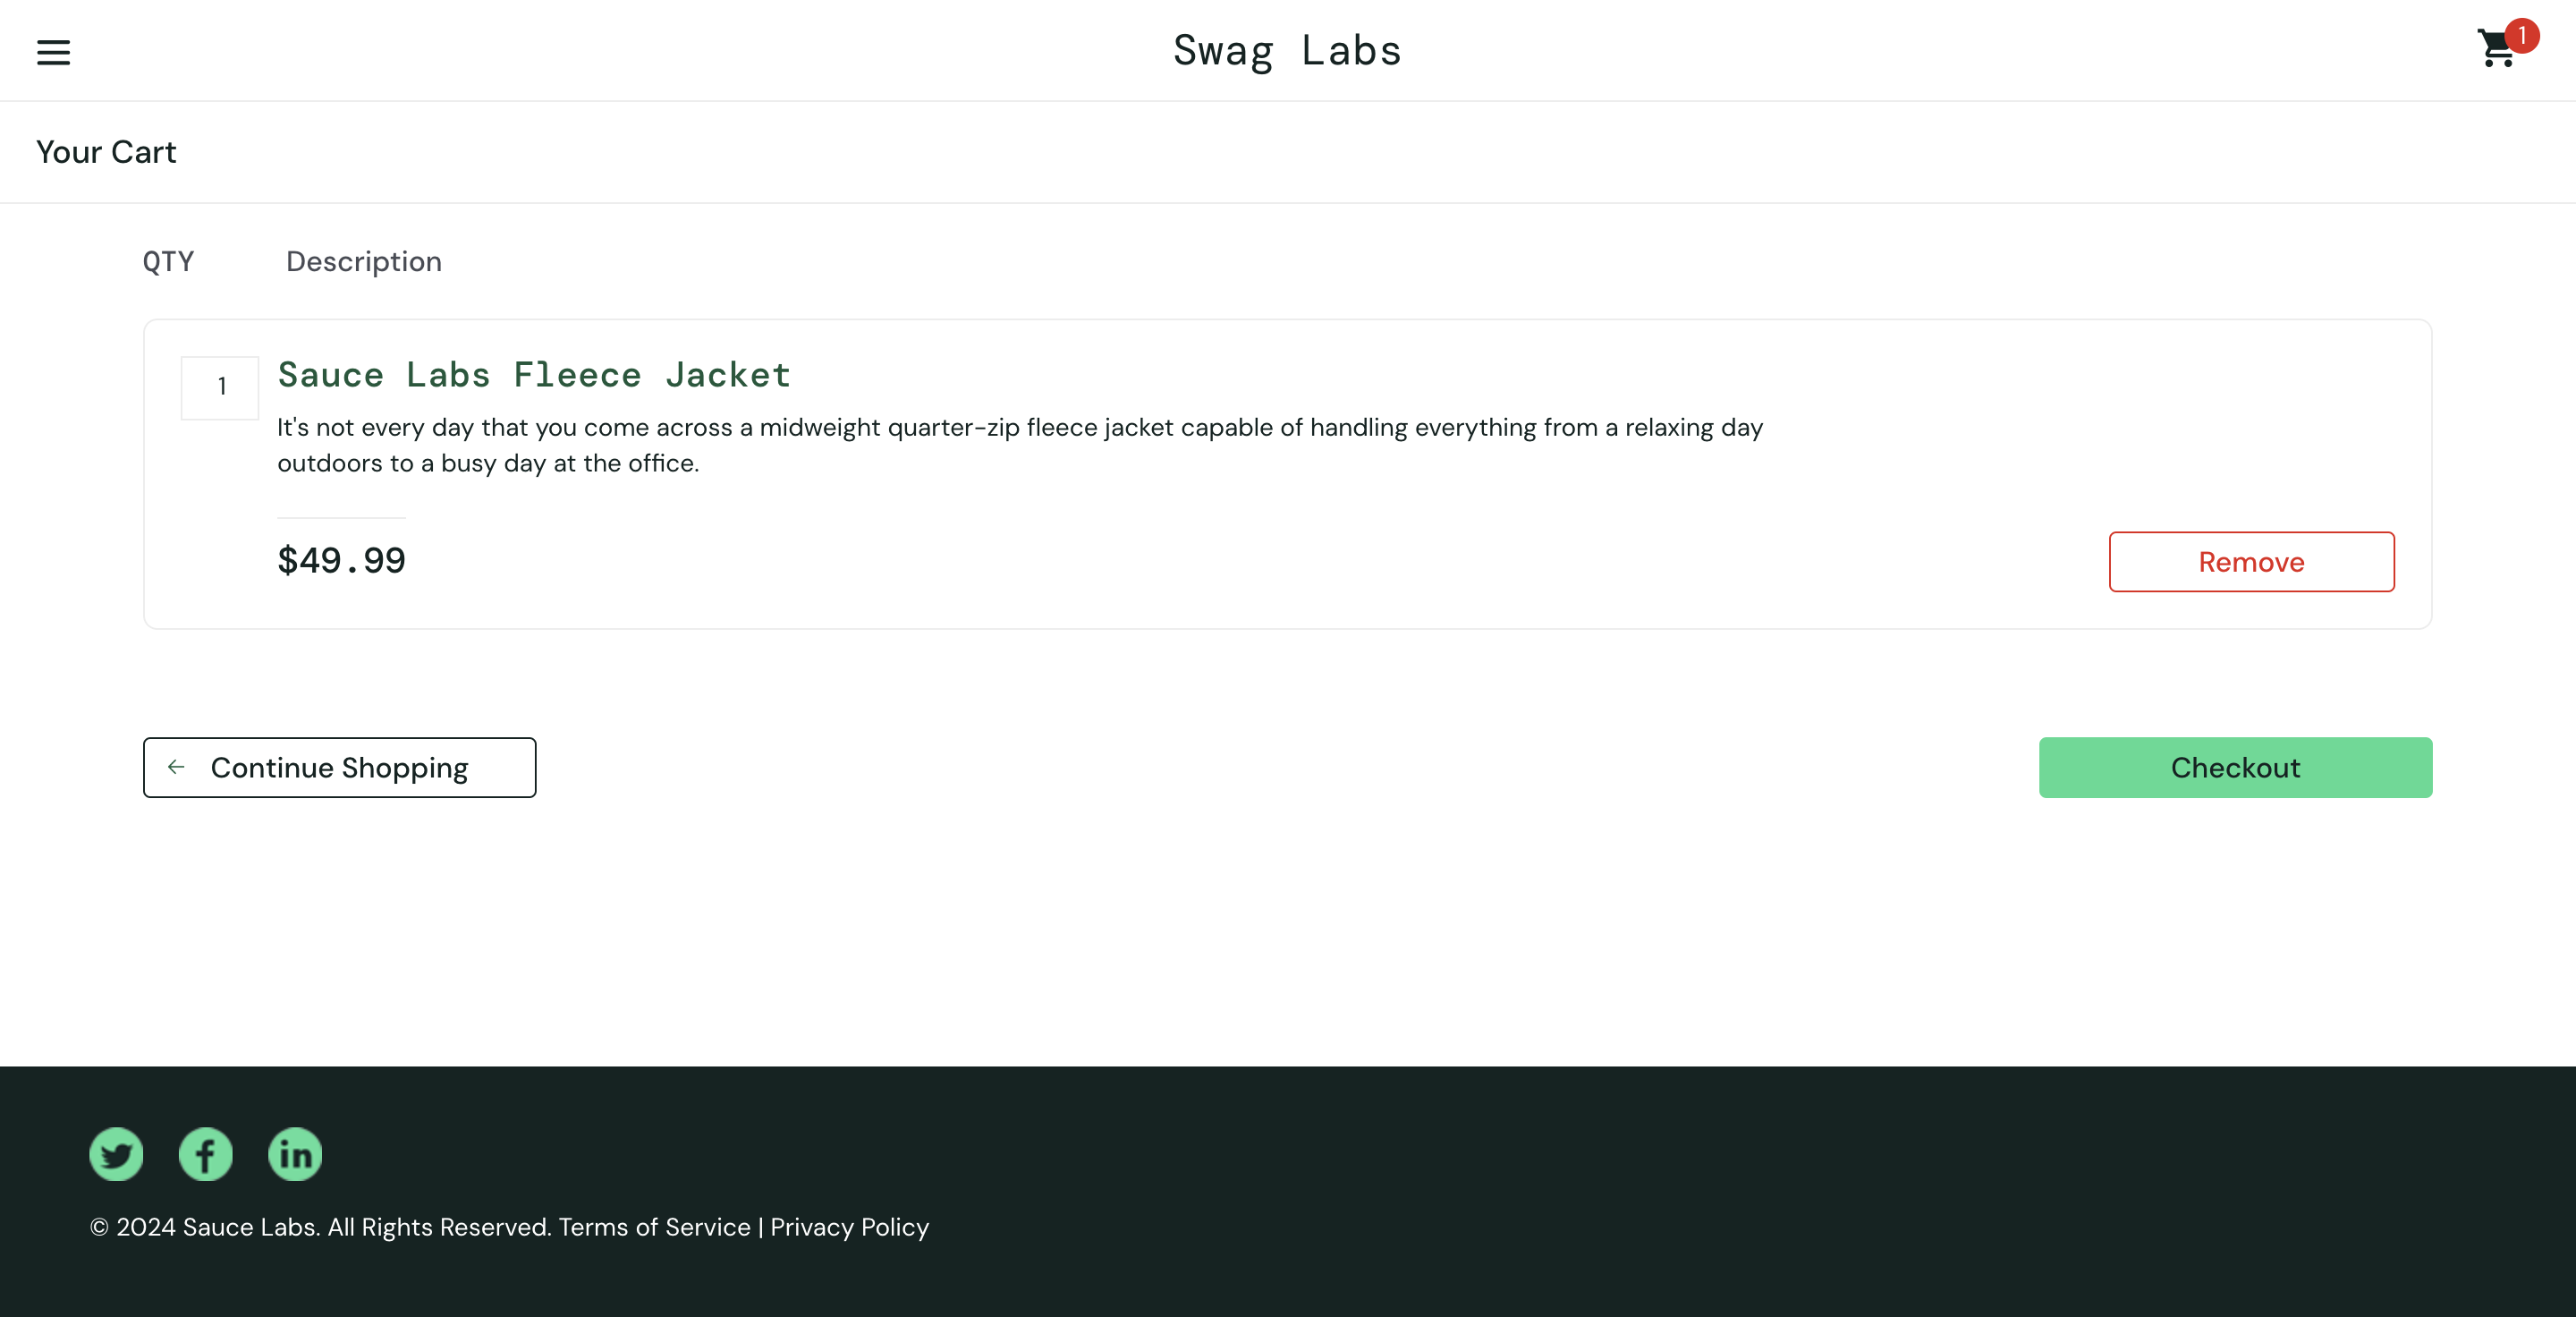 Swag Labs
1
Your Cart
QTY Description
1
Sauce Labs Fleece Jacket
It's not every day that you come across a midweight quarter-zip fleece jacket capable of handling everything from a relaxing day
outdoors to a busy day at the office.
$49.99
Remove
← Continue Shopping
Checkout
© 2024 Sauce Labs. All Rights Reserved. Terms of Service | Privacy Policy